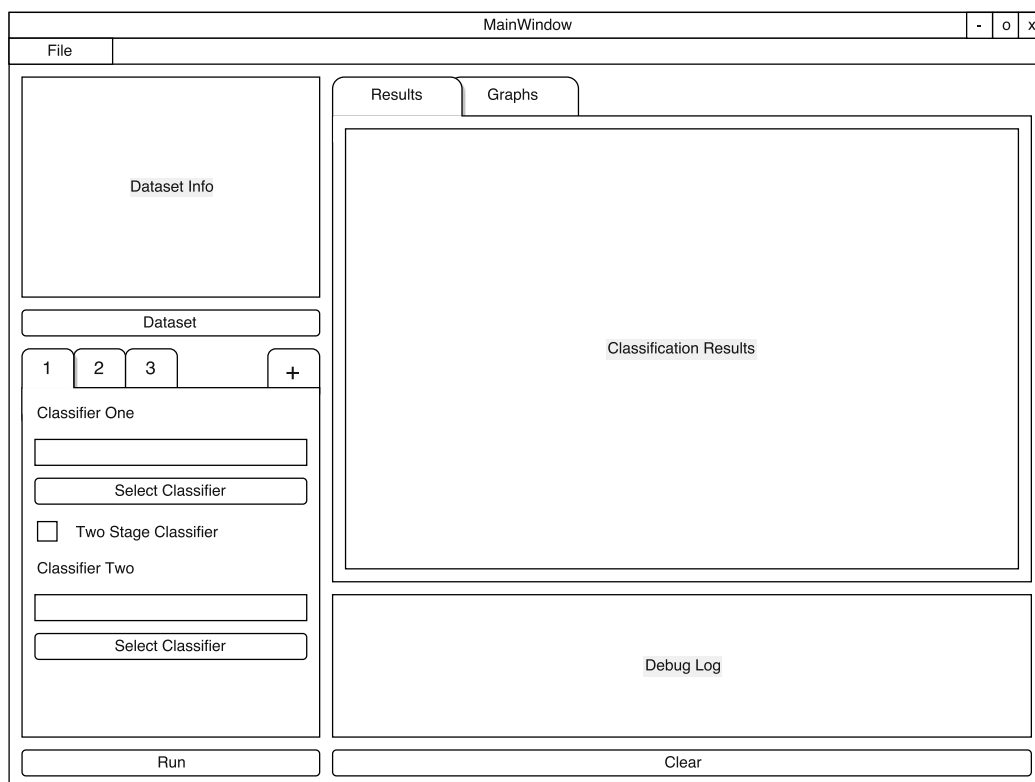 MainWindow
- o x
File
Dataset Info
Dataset
1 2 3 +
Classifier One
Select Classifier
Two Stage Classifier
Classifier Two
Select Classifier
Run
Results Graphs
Classification Results
Debug Log
Clear